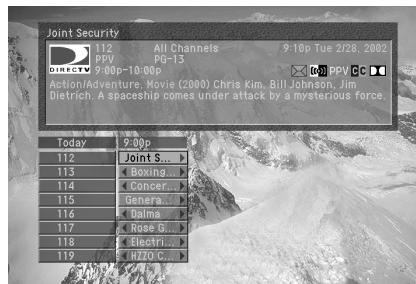 Joint Security
112 All Channels 9:10p Tue 2/28, 2002
PPV PG-13
DIRECTV 9:00p-10:00p PPV CC
Action/Adventure, Movie (2000) Chris Kim, Bill Johnson, Jim
Dietrich. A spaceship comes under attack by a mysterious force.
Today 9:00p
112 Joint S...
113 Boxing...
114 Concer...
115 Genera...
116 Dalma
117 Rose G...
118 Electri...
119 HZZO C...